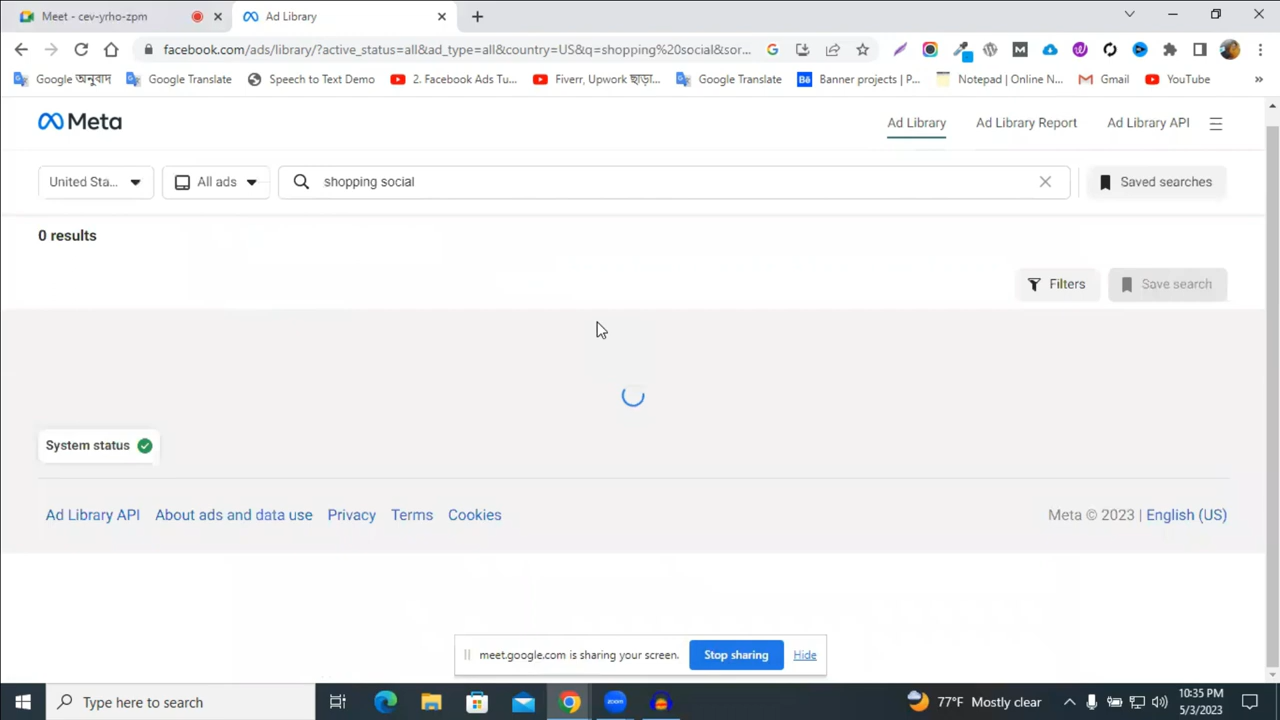 Meet - cev-yrho-zpm
Ad Library
facebook.com/ads/library/?active_status=all&ad_type=all&country=US&q=shopping%20social&sor...
Google অনুবাদ
Google Translate
Speech to Text Demo
2. Facebook Ads Tu...
Fiverr, Upwork ছাড়া...
Google Translate
Banner projects | P...
Notepad | Online N...
Gmail
YouTube
Meta
Ad Library
Ad Library Report
Ad Library API
United Sta...
All ads
shopping social
Saved searches
0 results
Filters
Save search
System status
Ad Library API
About ads and data use
Privacy
Terms
Cookies
Meta © 2023 | English (US)
meet.google.com is sharing your screen.
Stop sharing
Hide
Type here to search
zoom
77°F Mostly clear
10:35 PM
5/3/2023